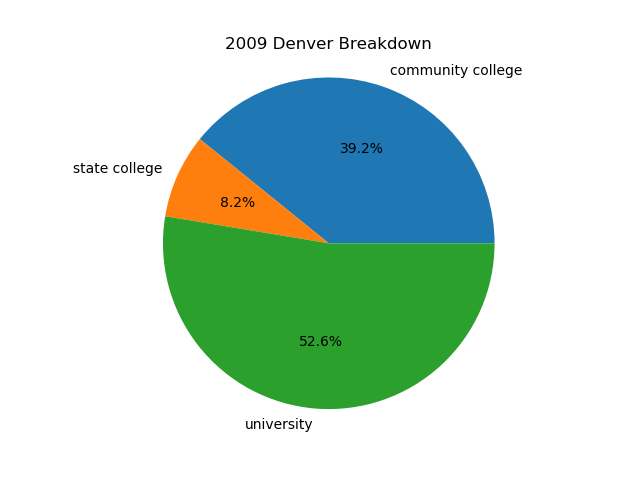 2009 Denver Breakdown
community college
39.2%
state college
8.2%
52.6%
university